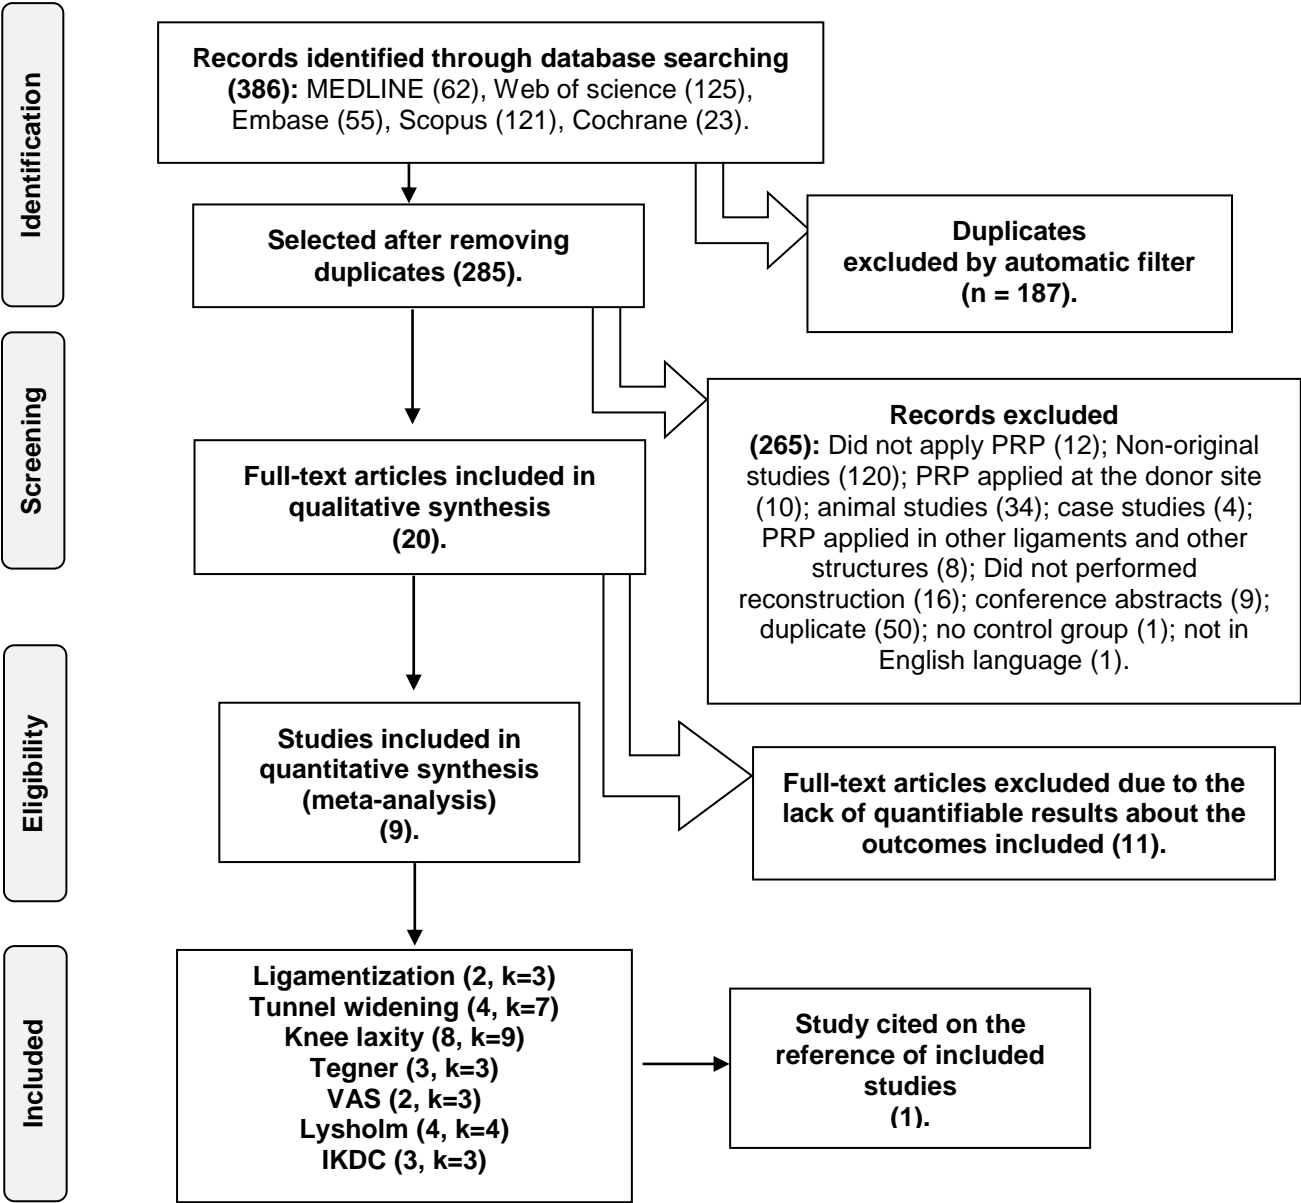 Identification
Records identified through database searching
(386): MEDLINE (62), Web of science (125),
Embase (55), Scopus (121), Cochrane (23).
Selected after removing
duplicates (285).
Duplicates
excluded by automatic filter
(n = 187).
Screening
Full-text articles included in
qualitative synthesis
(20).
Records excluded
(265): Did not apply PRP (12); Non-original
studies (120); PRP applied at the donor site
(10); animal studies (34); case studies (4);
PRP applied in other ligaments and other
structures (8); Did not performed
reconstruction (16); conference abstracts (9);
duplicate (50); no control group (1); not in
English language (1).
Eligibility
Studies included in
quantitative synthesis
(meta-analysis)
(9).
Full-text articles excluded due to the
lack of quantifiable results about the
outcomes included (11).
Included
Ligamentization (2, k=3)
Tunnel widening (4, k=7)
Knee laxity (8, k=9)
Tegner (3, k=3)
VAS (2, k=3)
Lysholm (4, k=4)
IKDC (3, k=3)
Study cited on the
reference of included
studies
(1).